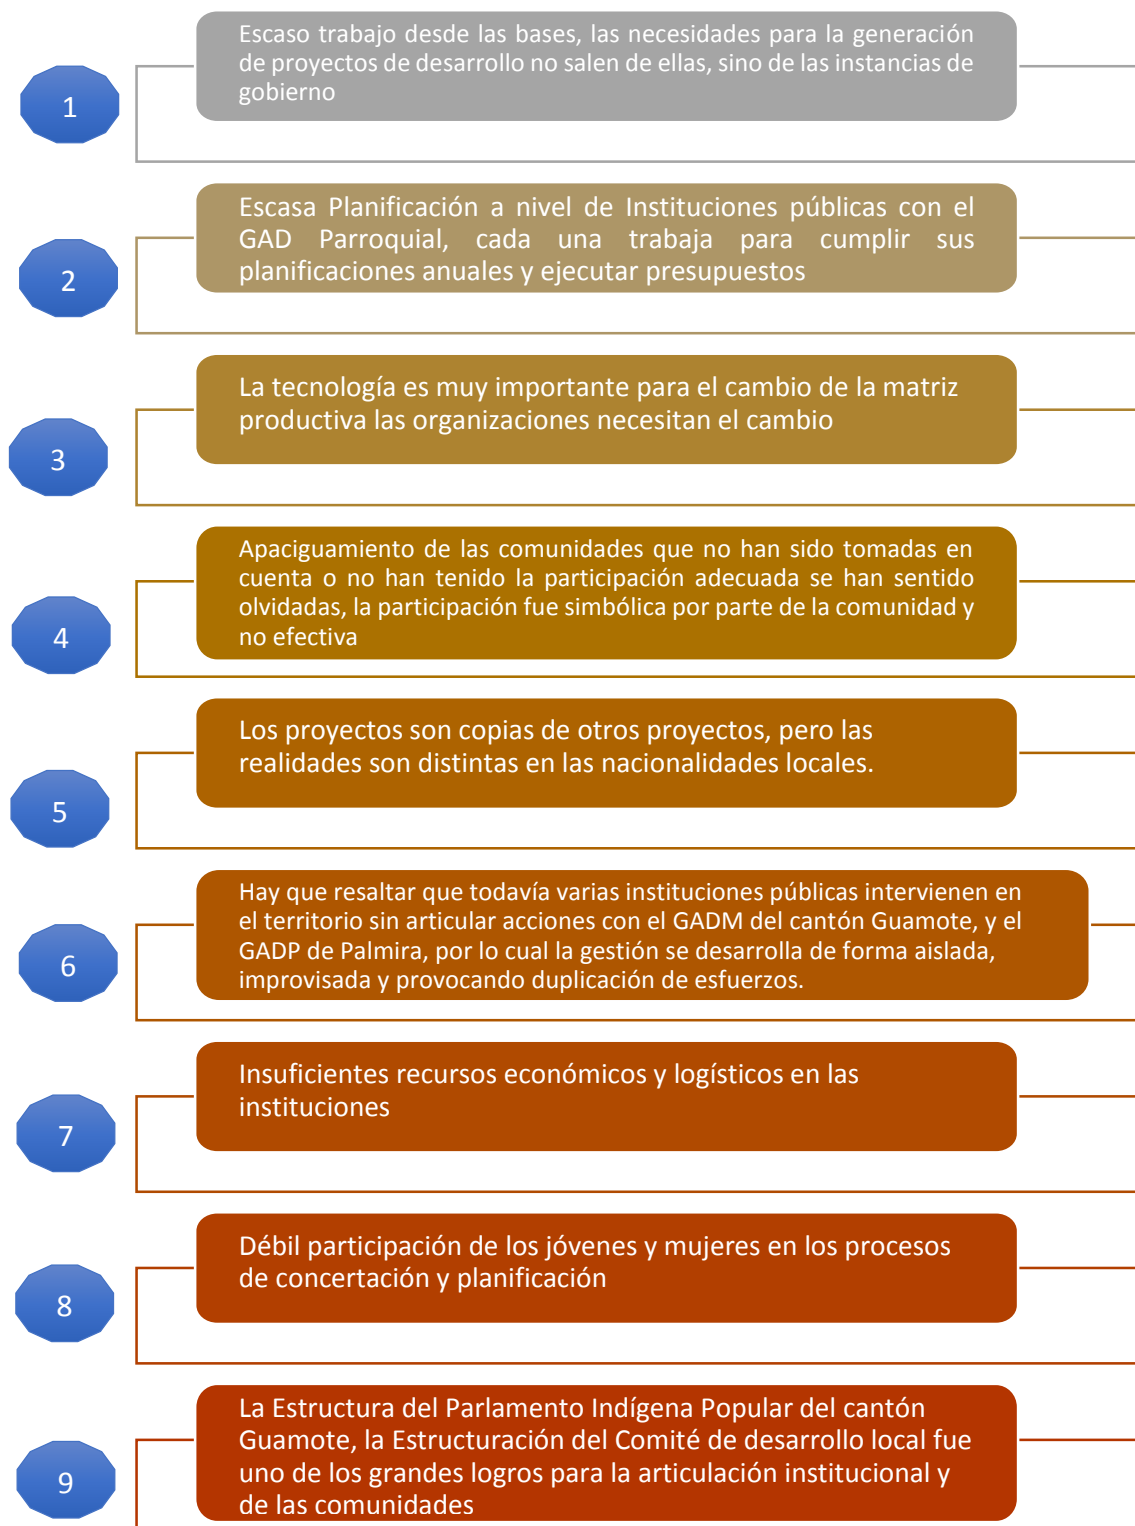 1
Escaso trabajo desde las bases, las necesidades para la generación
de proyectos de desarrollo no salen de ellas, sino de las instancias de
gobierno
2
Escasa Planificación a nivel de Instituciones públicas con el
GAD Parroquial, cada una trabaja para cumplir sus
planificaciones anuales y ejecutar presupuestos
3
La tecnología es muy importante para el cambio de la matriz
productiva las organizaciones necesitan el cambio
4
Apaciguamiento de las comunidades que no han sido tomadas en
cuenta o no han tenido la participación adecuada se han sentido
olvidadas, la participación fue simbólica por parte de la comunidad y
no efectiva
5
Los proyectos son copias de otros proyectos, pero las
realidades son distintas en las nacionalidades locales.
6
Hay que resaltar que todavía varias instituciones públicas intervienen en
el territorio sin articular acciones con el GADM del cantón Guamote, y el
GADP de Palmira, por lo cual la gestión se desarrolla de forma aislada,
improvisada y provocando duplicación de esfuerzos.
7
Insuficientes recursos económicos y logísticos en las
instituciones
8
Débil participación de los jóvenes y mujeres en los procesos
de concertación y planificación
9
La Estructura del Parlamento Indígena Popular del cantón
Guamote, la Estructuración del Comité de desarrollo local fue
uno de los grandes logros para la articulación institucional y
de las comunidades